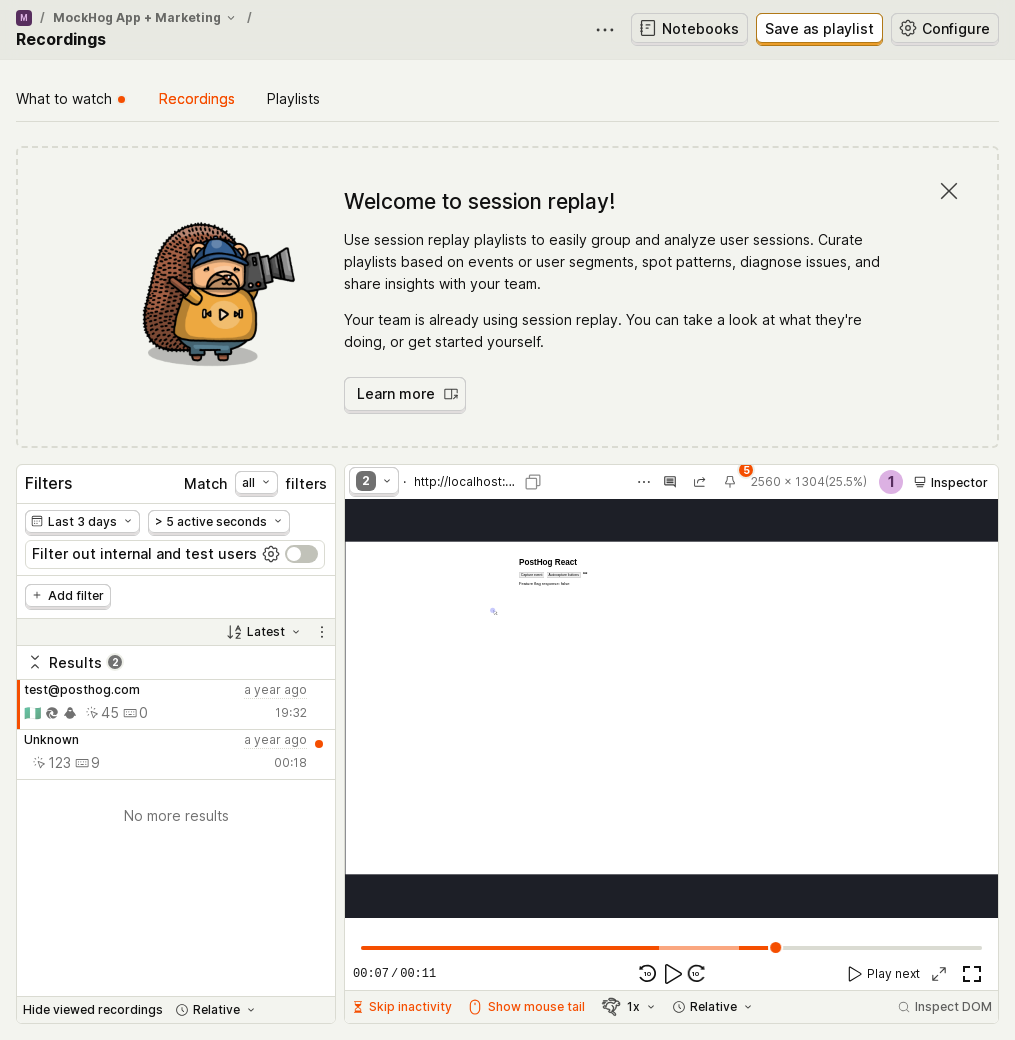 M / MockHog App + Marketing /
Recordings
Notebooks
Save as playlist
Configure
What to watch
Recordings
Playlists
Welcome to session replay!
Use session replay playlists to easily group and analyze user sessions. Curate
playlists based on events or user segments, spot patterns, diagnose issues, and
share insights with your team.
Your team is already using session replay. You can take a look at what they're
doing, or get started yourself.
Learn more
Filters
Match all filters
Last 3 days
> 5 active seconds
Filter out internal and test users
+ Add filter
Latest
Results 2
test@posthog.com a year ago
45 0 19:32
Unknown a year ago
123 9 00:18
No more results
Hide viewed recordings
Relative
2 · http://localhost:...
5
2560 × 1304(25.5%)
1
Inspector
PostHog React
Capture event Autocapture buttons
Feature flag response: false
00:07/00:11
10
10
Play next
Skip inactivity
Show mouse tail
1x
Relative
Inspect DOM